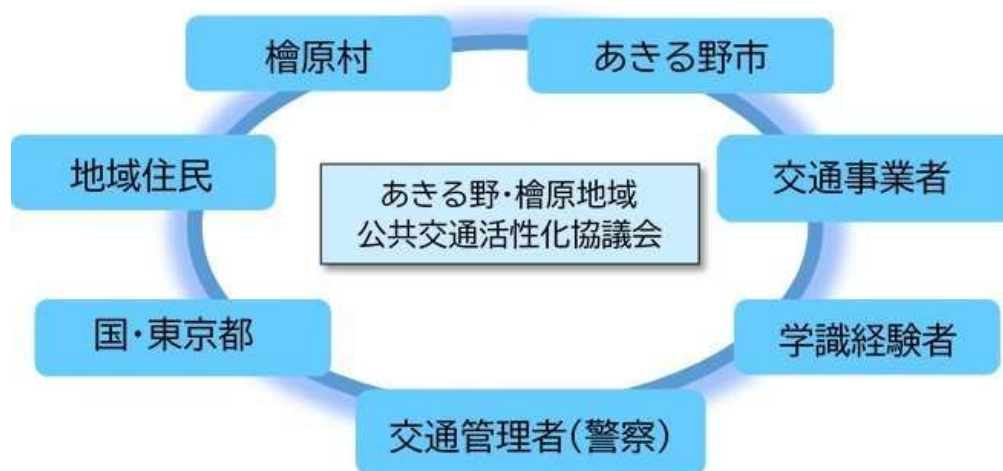 檜原村
あきる野市
地域住民
あきる野・檜原地域
公共交通活性化協議会
交通事業者
国・東京都
学識経験者
交通管理者（警察）